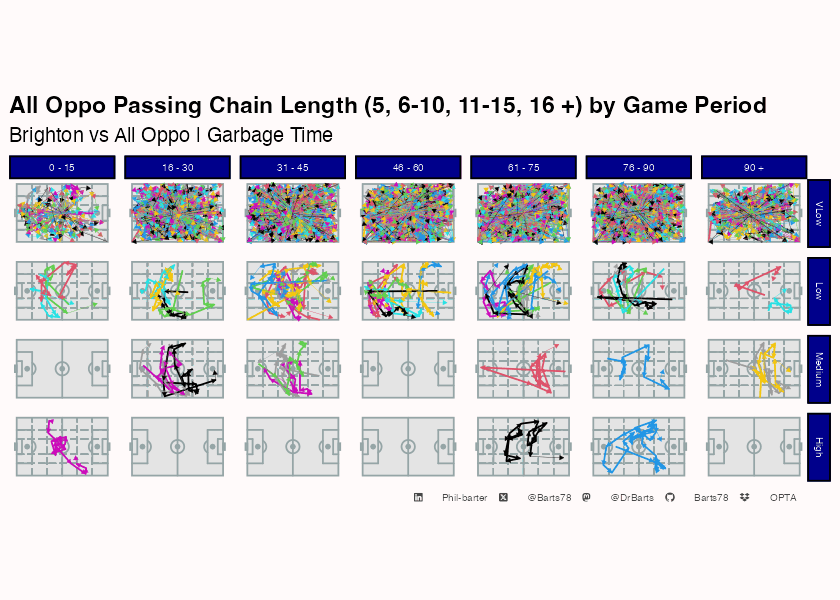 All Oppo Passing Chain Length (5, 6-10, 11-15, 16 +) by Game Period
Brighton vs All Oppo | Garbage Time
0 - 15 16 - 30 31 - 45 46 - 60 61 - 75 76 - 90 90 +
V.Low
Low
Medium
High
Phil-barter @Barts78 @DrBarts Barts78 OPTA